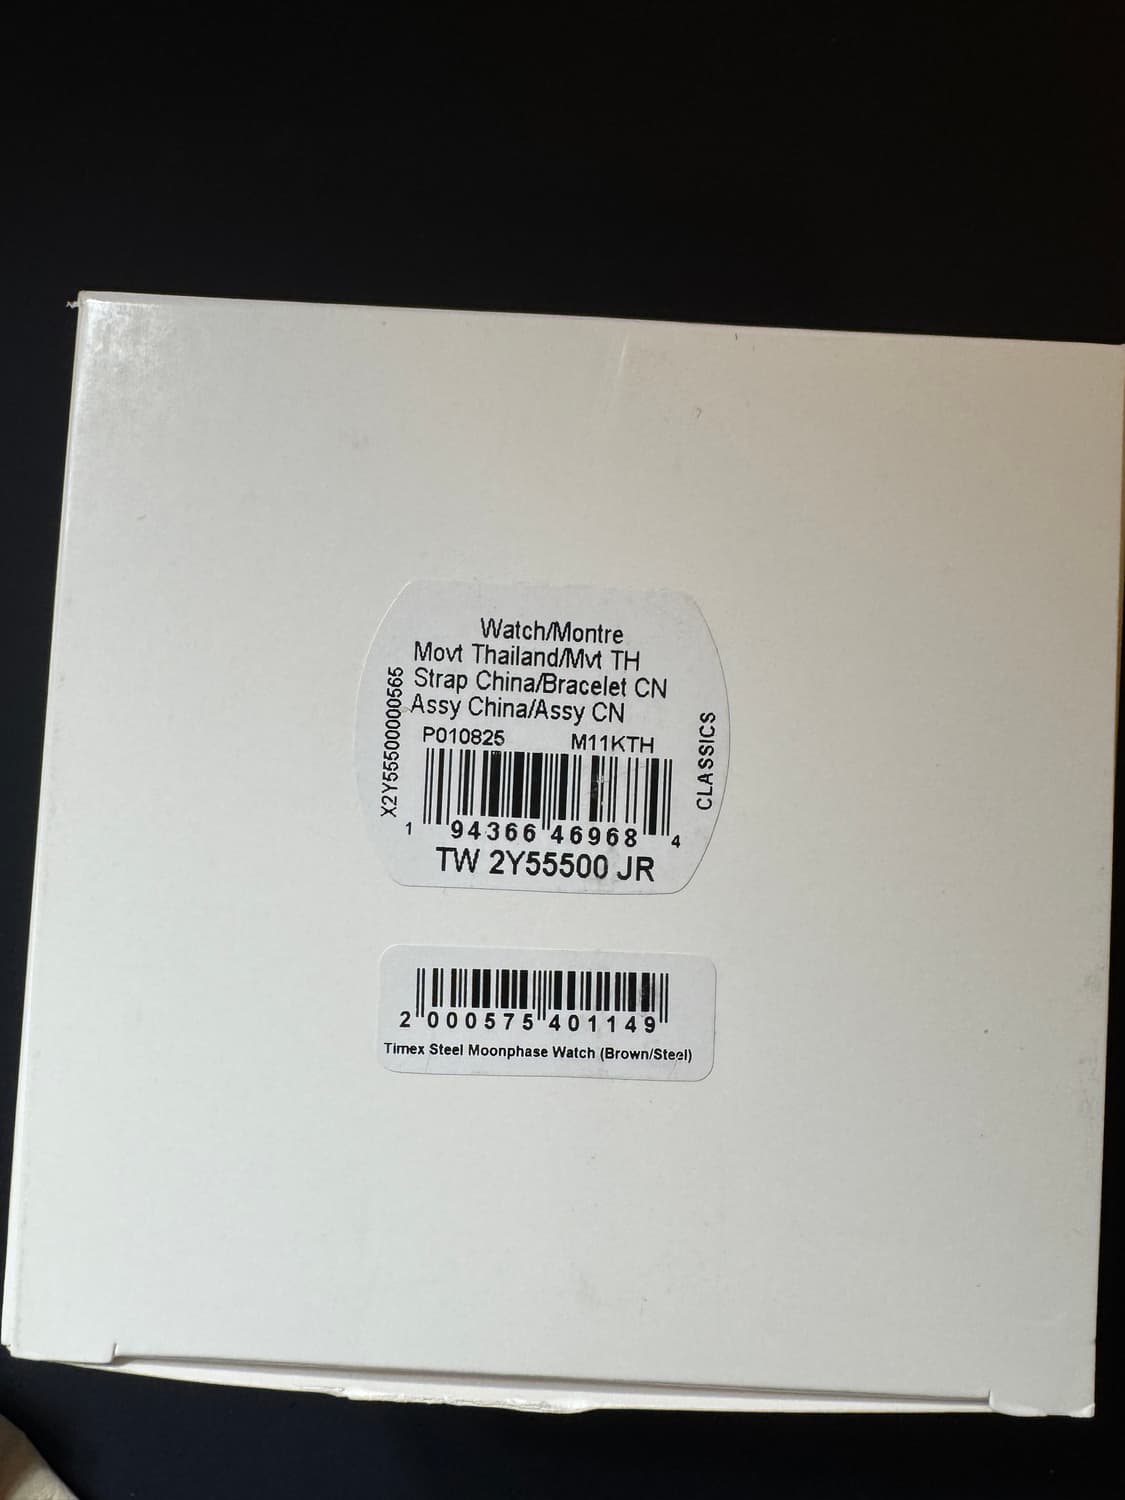 Watch/Montre
Movt Thailand/Mvt TH
Strap China/Bracelet CN
Assy China/Assy CN
P010825 M11KTH
X2Y55500000565
CLASSICS
1 94366 46968 4
TW 2Y55500 JR
2 000575 401149
Timex Steel Moonphase Watch (Brown/Steel)